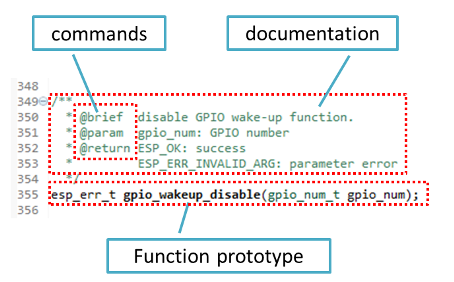 commands
documentation
348
349 /**
350 * @brief disable GPIO wake-up function.
351 * @param gpio_num: GPIO number
352 * @return ESP_OK: success
353 * ESP_ERR_INVALID_ARG: parameter error
354 */
355 esp_err_t gpio_wakeup_disable(gpio_num_t gpio_num);
356
Function prototype